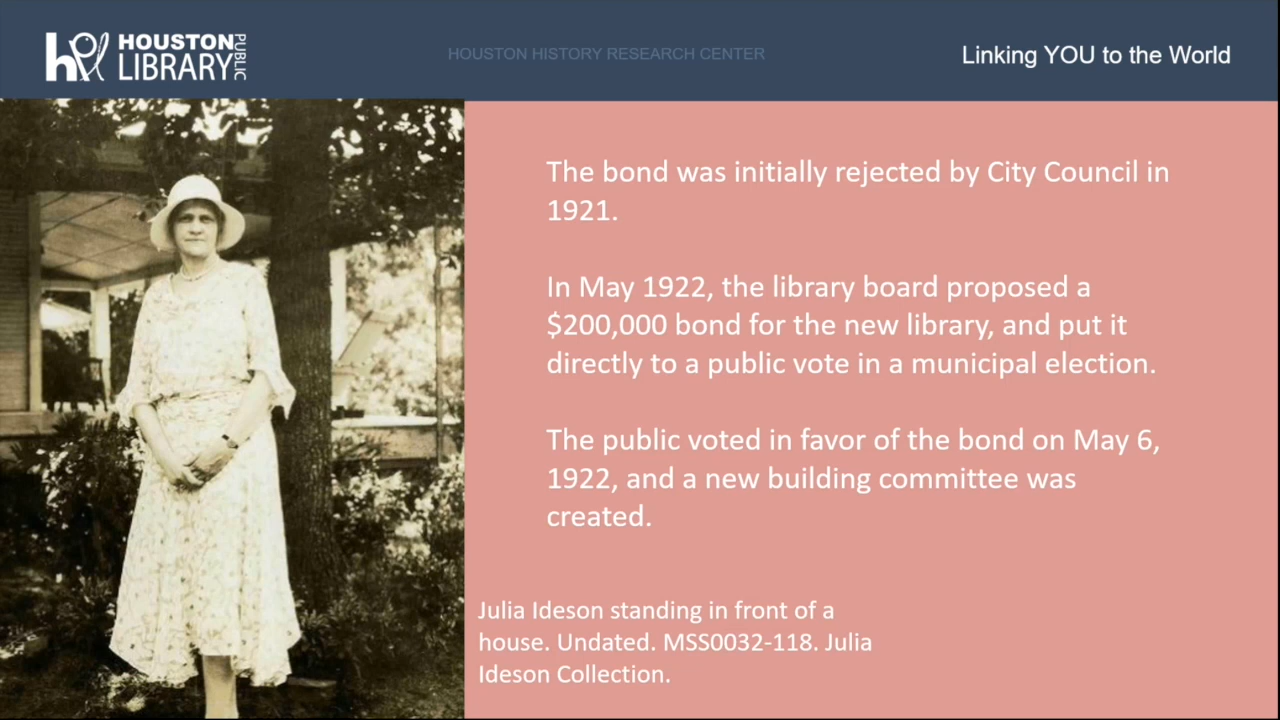 HOUSTON
LIBRARY
PUBLIC
HOUSTON HISTORY RESEARCH CENTER
Linking YOU to the World
The bond was initially rejected by City Council in
1921.
In May 1922, the library board proposed a
$200,000 bond for the new library, and put it
directly to a public vote in a municipal election.
The public voted in favor of the bond on May 6,
1922, and a new building committee was
created.
Julia Ideson standing in front of a
house. Undated. MSS0032-118. Julia
Ideson Collection.